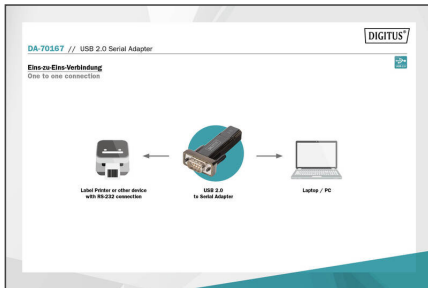 DIGITUS®
DA-70167 // USB 2.0 Serial Adapter
Eins-zu-Eins-Verbindung
One to one connection
Label Printer or other device
with RS-232 connection
USB 2.0
to Serial Adapter
Laptop / PC